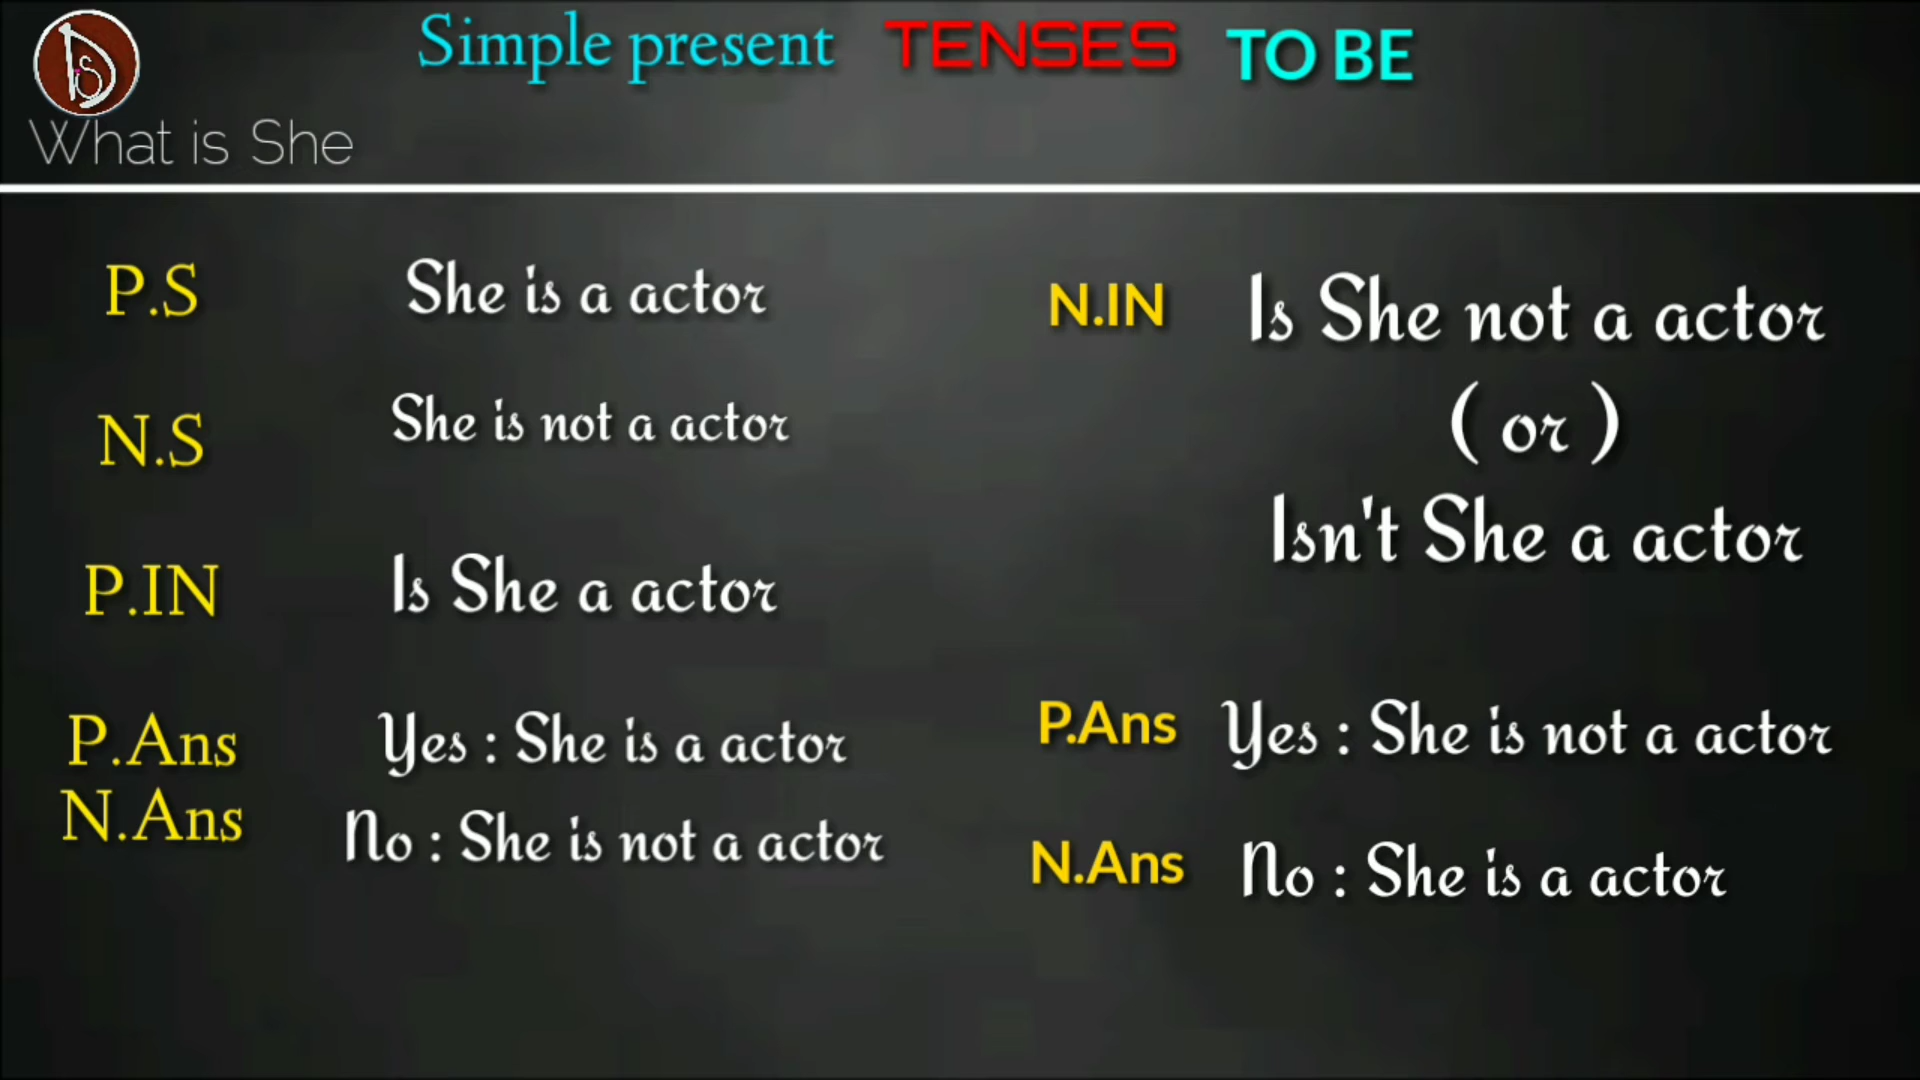 Simple present TENSES TO BE
What is She
P.S She is a actor
N.S She is not a actor
P.IN Is She a actor
P.Ans Yes : She is a actor
N.Ans No : She is not a actor
N.IN Is She not a actor
( or )
Isn't She a actor
P.Ans Yes : She is not a actor
N.Ans No : She is a actor